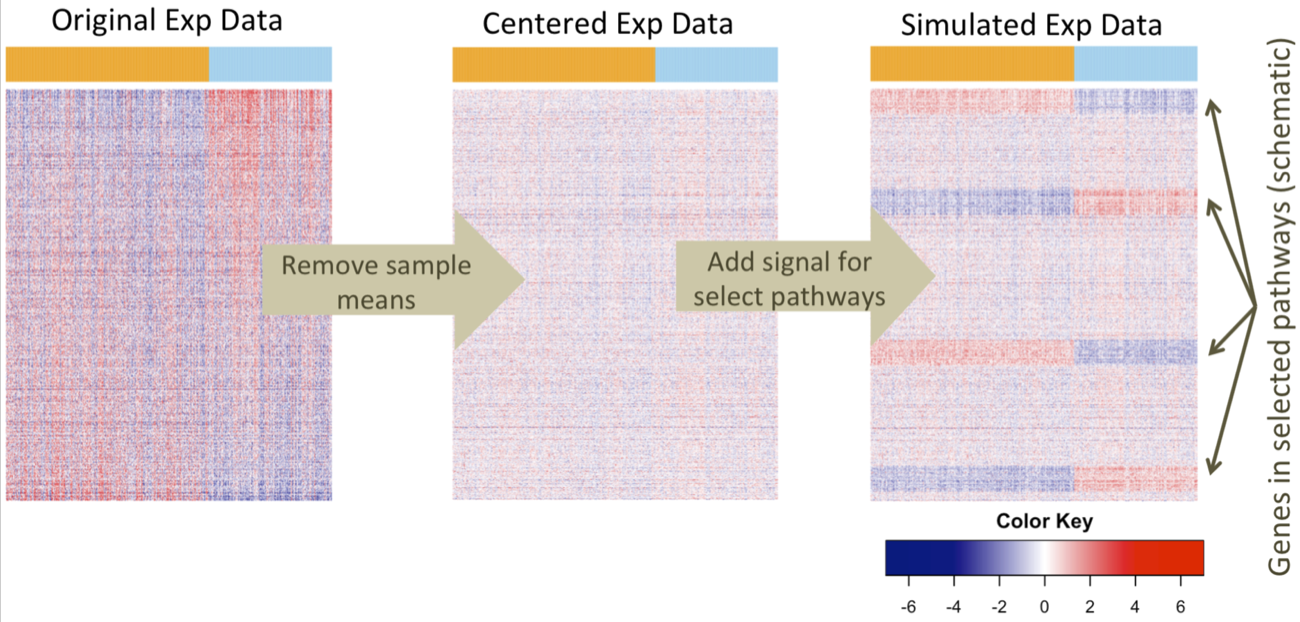 Original Exp Data
Centered Exp Data
Simulated Exp Data
Remove sample
means
Add signal for
select pathways
Genes in selected pathways (schematic)
Color Key
-6 -4 -2 0 2 4 6